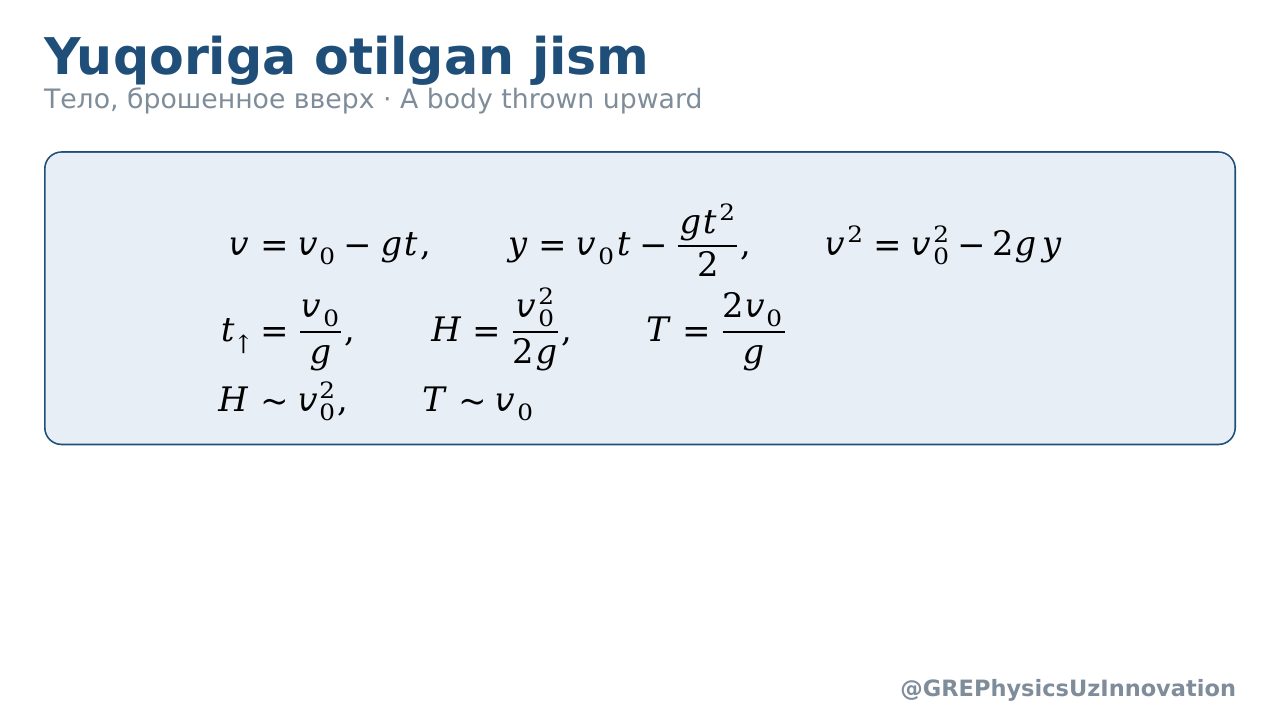 Yuqoriga otilgan jism
Тело, брошенное вверх · A body thrown upward
v = v₀ − gt, y = v₀t − gt²/2, v² = v₀² − 2gy
t↑ = v₀/g, H = v₀²/2g, T = 2v₀/g
H ~ v₀², T ~ v₀
@GREPhysicsUzInnovation